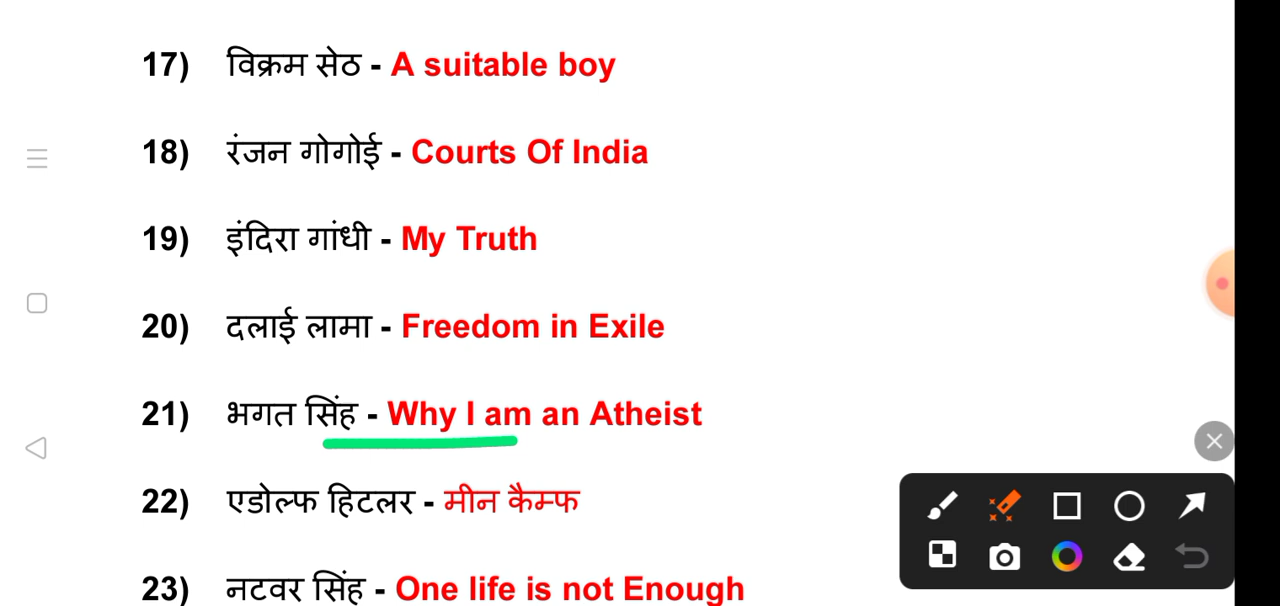 17) विक्रम सेठ - A suitable boy
18) रंजन गोगोई - Courts Of India
19) इंदिरा गांधी - My Truth
20) दलाई लामा - Freedom in Exile
21) भगत सिंह - Why I am an Atheist
22) एडोल्फ हिटलर - मीन कैम्फ
23) नटवर सिंह - One life is not Enough